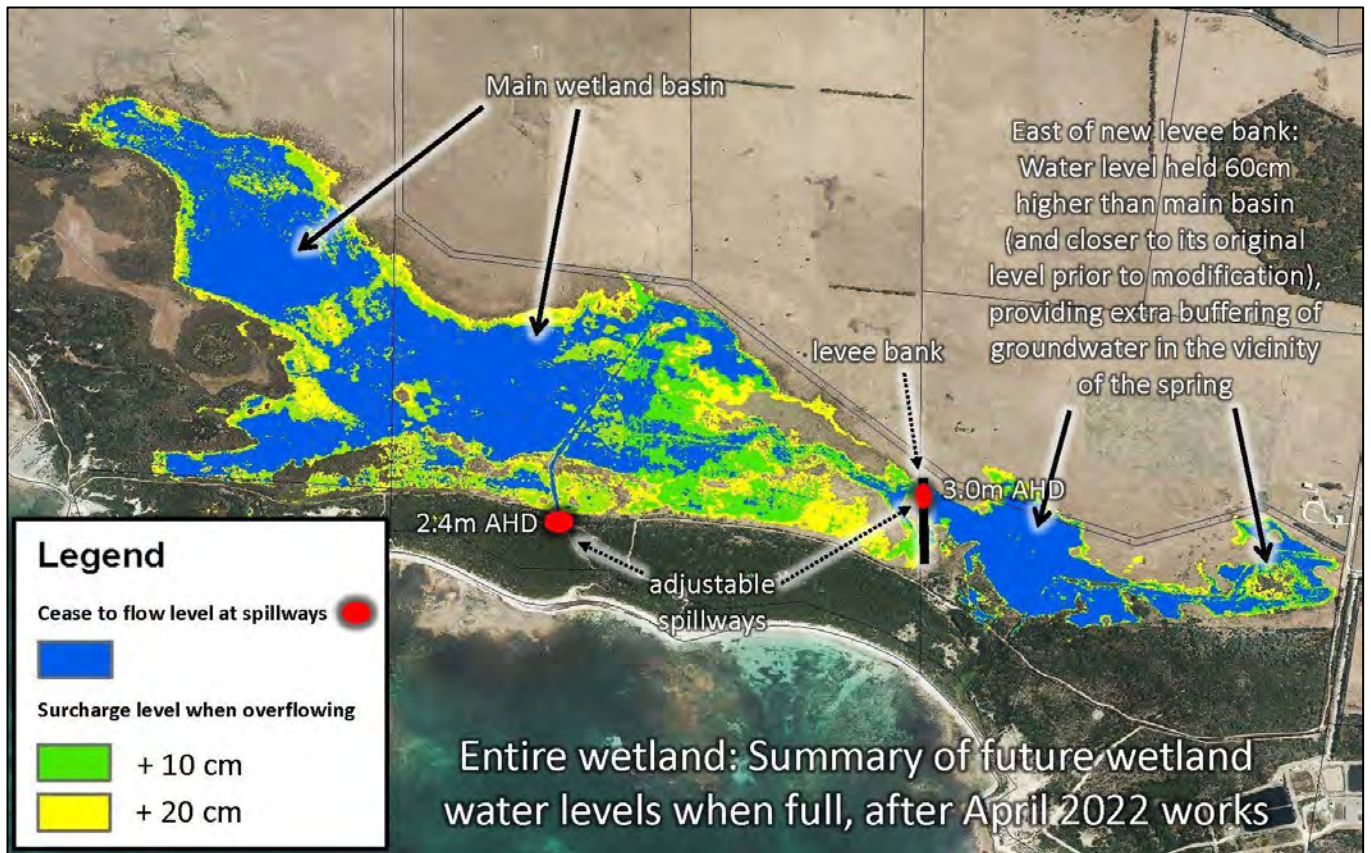 Main wetland basin
East of new levee bank:
Water level held 60cm
higher than main basin
(and closer to its original
level prior to modification),
providing extra buffering of
groundwater in the vicinity
of the spring
levee bank
3.0m AHD
2.4m AHD
adjustable
spillways
Legend
Cease to flow level at spillways
Surcharge level when overflowing
+ 10 cm
+ 20 cm
Entire wetland: Summary of future wetland
water levels when full, after April 2022 works